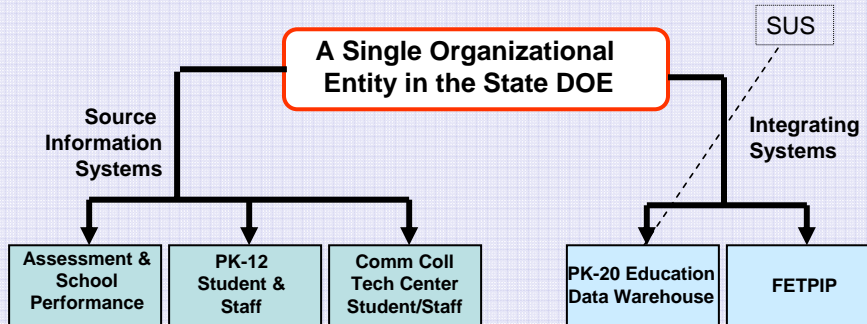 SUS
A Single Organizational
Entity in the State DOE
Source
Information
Systems
Integrating
Systems
Assessment &
School
Performance
PK-12
Student &
Staff
Comm Coll
Tech Center
Student/Staff
PK-20 Education
Data Warehouse
FETPIP